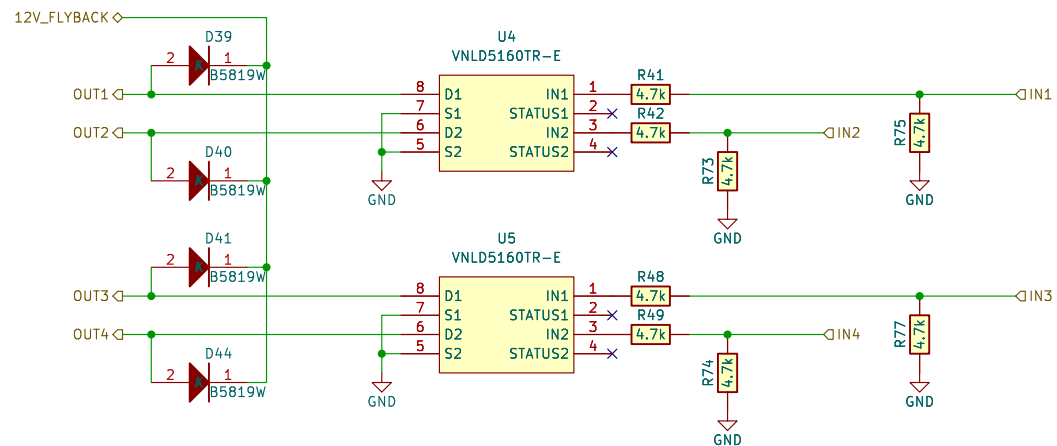 12V_FLYBACK
D39
2 1
B5819W
OUT1
OUT2
D40
2 1
B5819W
U4
VNLD5160TR-E
8 D1 IN1 1
7 S1 STATUS1 2
6 D2 IN2 3
5 S2 STATUS2 4
GND
R41
4.7k
R42
4.7k
IN1
IN2
R73
4.7k
GND
R75
4.7k
GND
D41
2 1
B5819W
OUT3
OUT4
D44
2 1
B5819W
U5
VNLD5160TR-E
8 D1 IN1 1
7 S1 STATUS1 2
6 D2 IN2 3
5 S2 STATUS2 4
GND
R48
4.7k
R49
4.7k
IN3
IN4
R74
4.7k
GND
R77
4.7k
GND